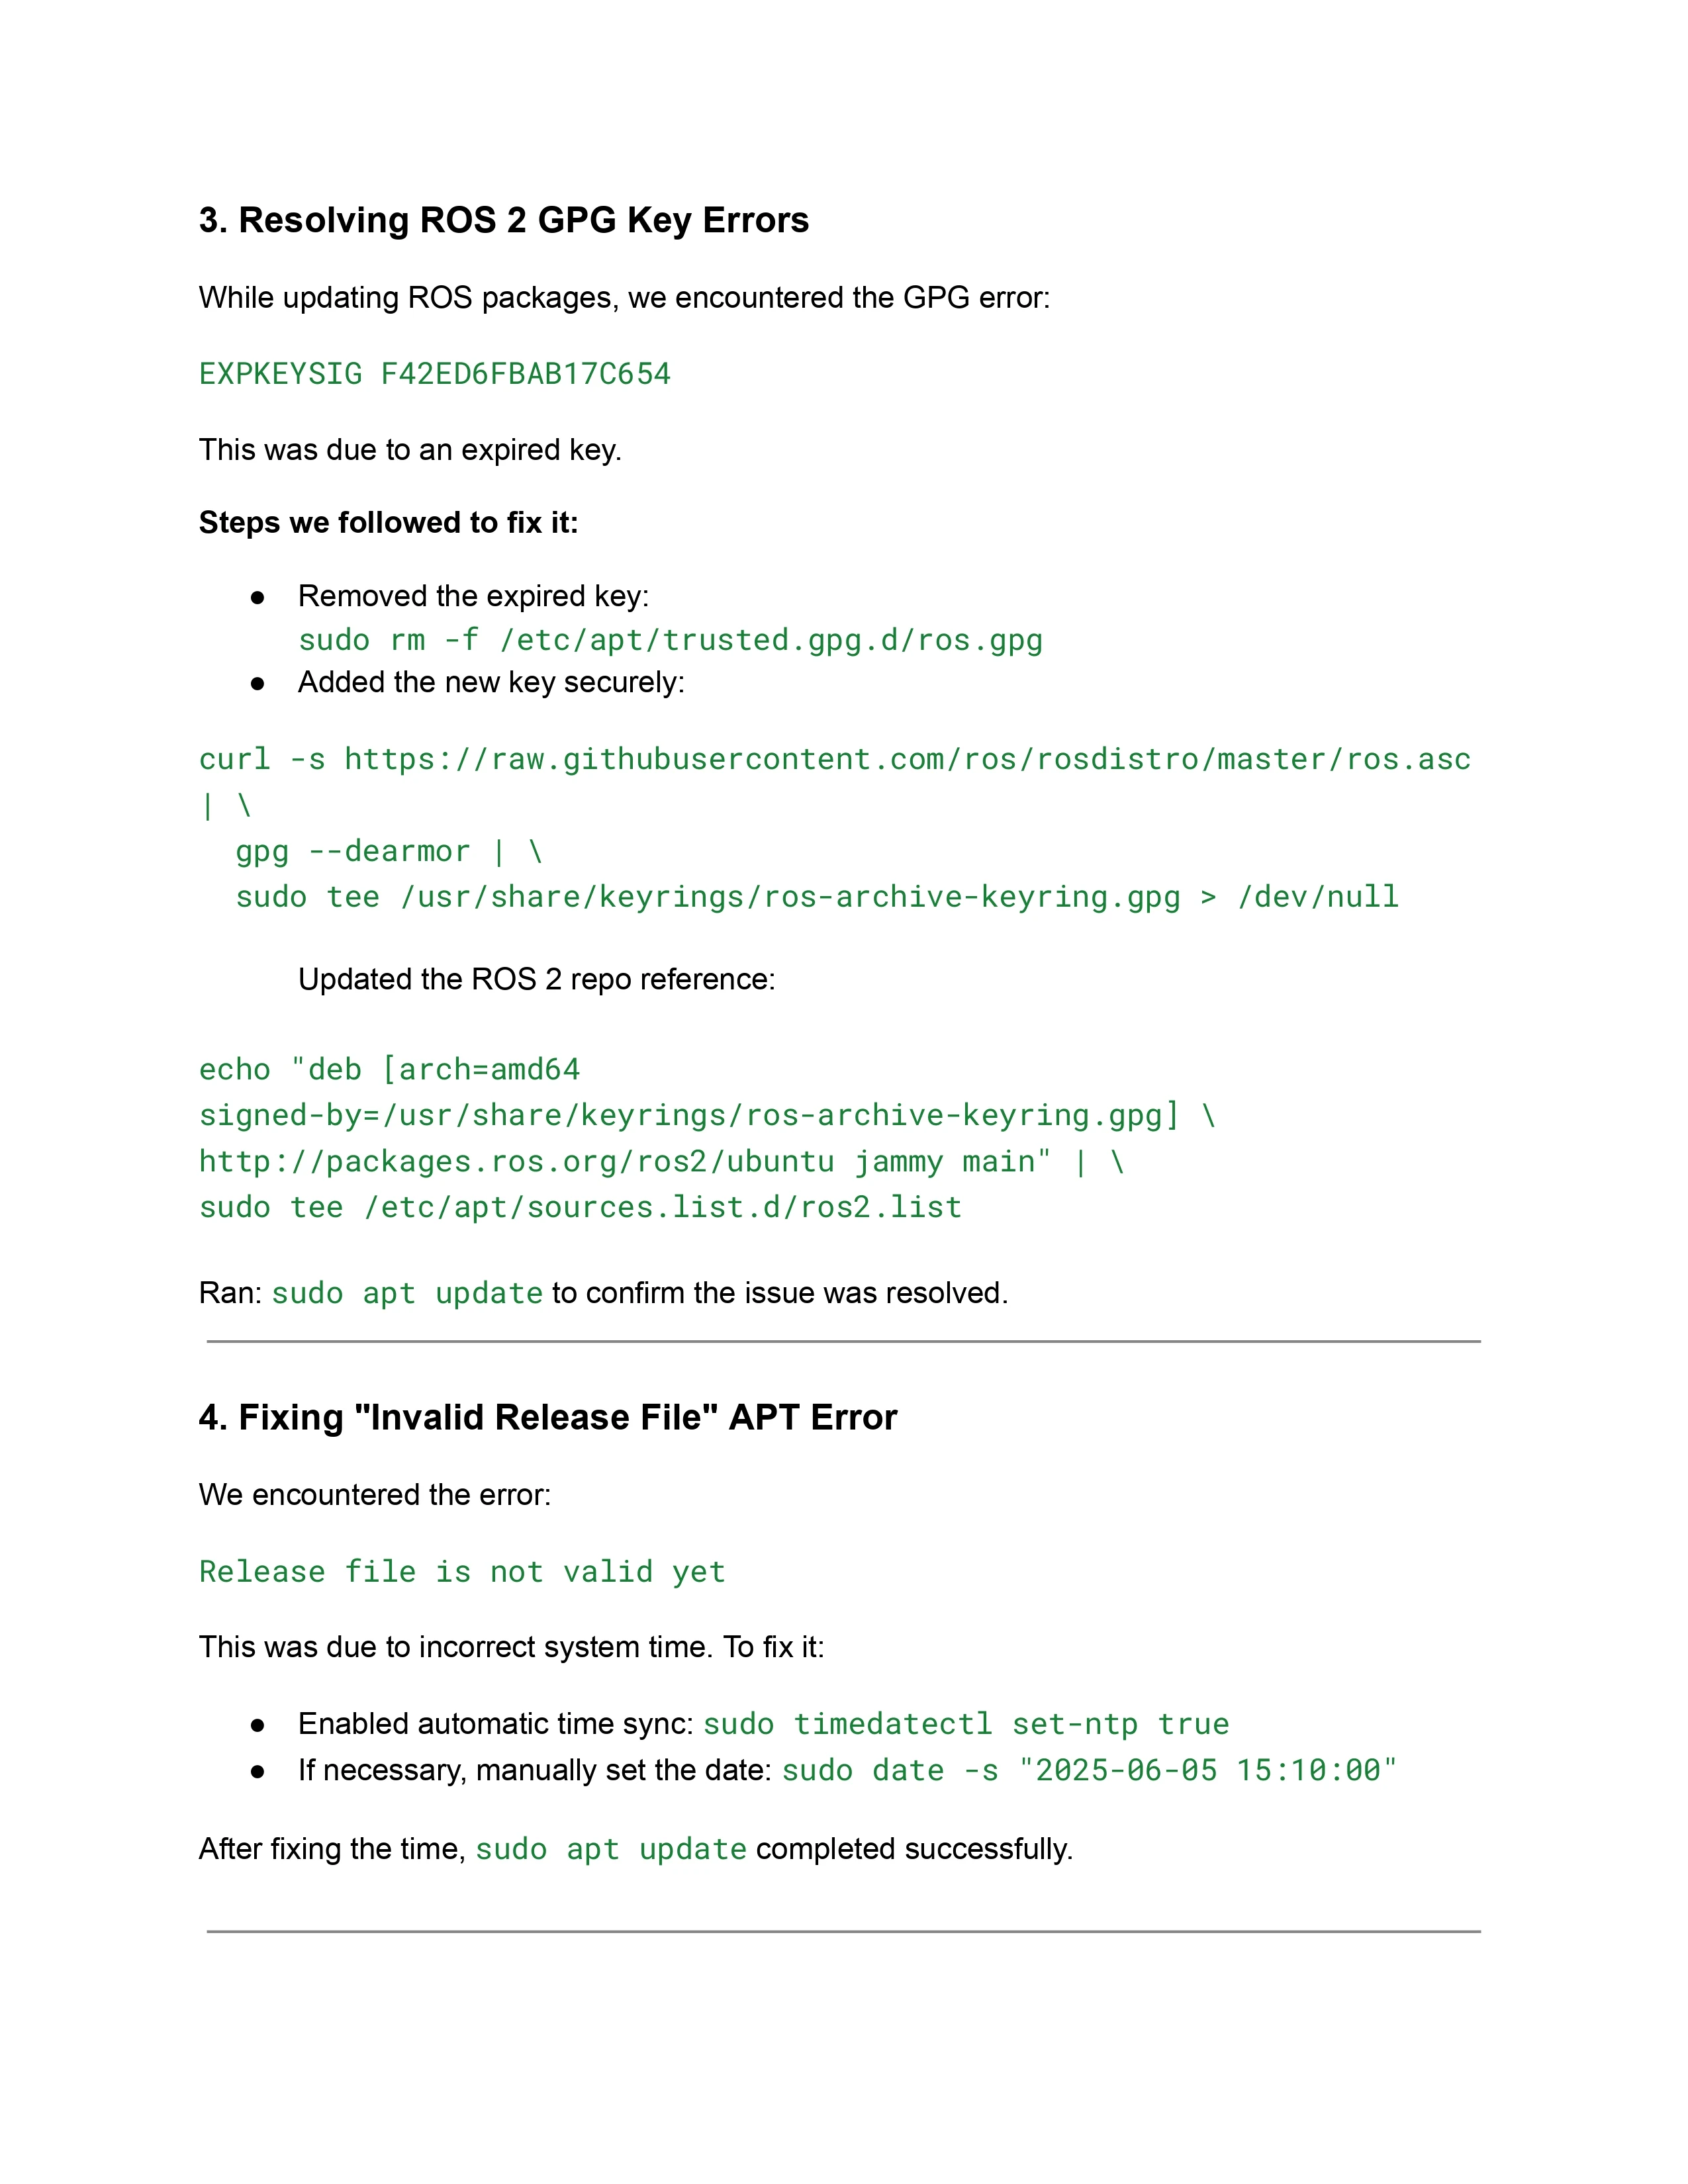 3. Resolving ROS 2 GPG Key Errors
While updating ROS packages, we encountered the GPG error:
EXPKEYSIG F42ED6FBAB17C654
This was due to an expired key.
Steps we followed to fix it:
● Removed the expired key:
sudo rm -f /etc/apt/trusted.gpg.d/ros.gpg
● Added the new key securely:
curl -s https://raw.githubusercontent.com/ros/rosdistro/master/ros.asc
| \
gpg --dearmor | \
sudo tee /usr/share/keyrings/ros-archive-keyring.gpg > /dev/null
Updated the ROS 2 repo reference:
echo "deb [arch=amd64
signed-by=/usr/share/keyrings/ros-archive-keyring.gpg] \
http://packages.ros.org/ros2/ubuntu jammy main" | \
sudo tee /etc/apt/sources.list.d/ros2.list
Ran: sudo apt update to confirm the issue was resolved.
4. Fixing "Invalid Release File" APT Error
We encountered the error:
Release file is not valid yet
This was due to incorrect system time. To fix it:
● Enabled automatic time sync: sudo timedatectl set-ntp true
● If necessary, manually set the date: sudo date -s "2025-06-05 15:10:00"
After fixing the time, sudo apt update completed successfully.